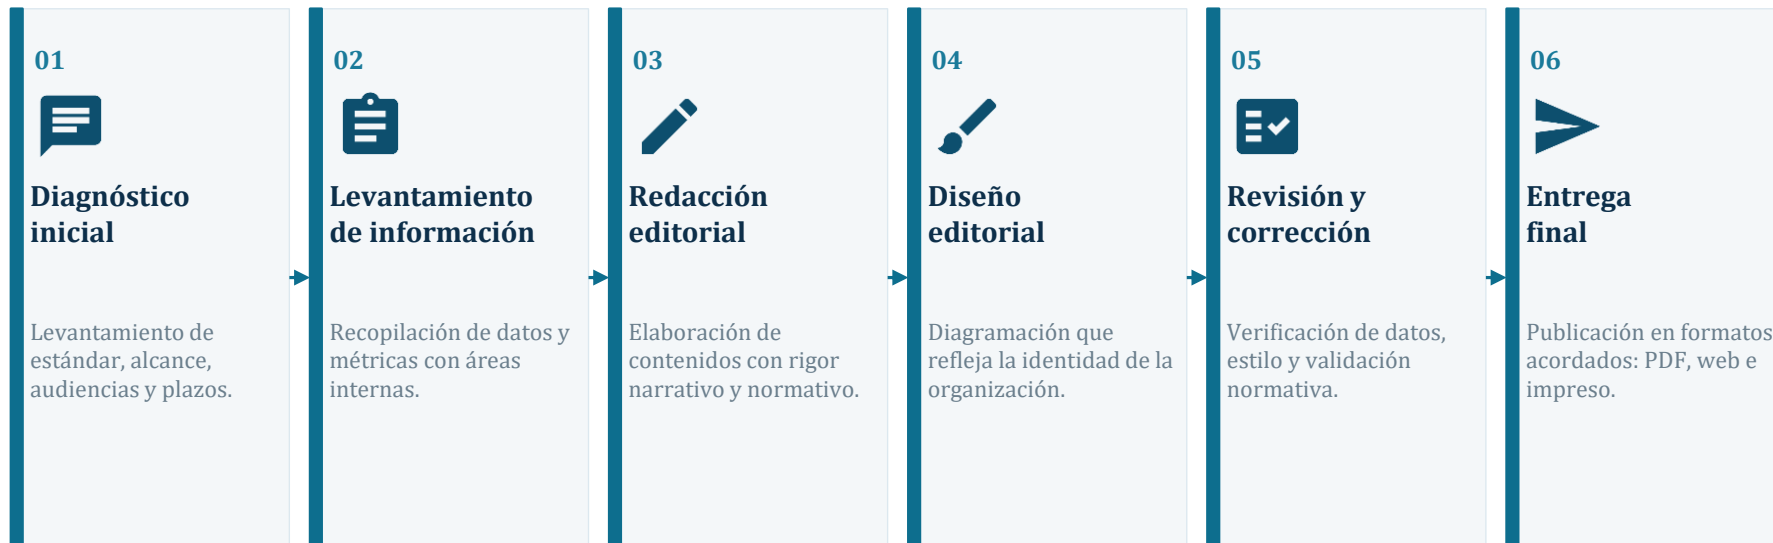 01
Diagnóstico
inicial
Levantamiento de
estándar, alcance,
audiencias y plazos.
02
Levantamiento
de información
Recopilación de datos y
métricas con áreas
internas.
03
Redacción
editorial
Elaboración de
contenidos con rigor
narrativo y normativo.
04
Diseño
editorial
Diagramación que
refleja la identidad de la
organización.
05
Revisión y
corrección
Verificación de datos,
estilo y validación
normativa.
06
Entrega
final
Publicación en formatos
acordados: PDF, web e
impreso.